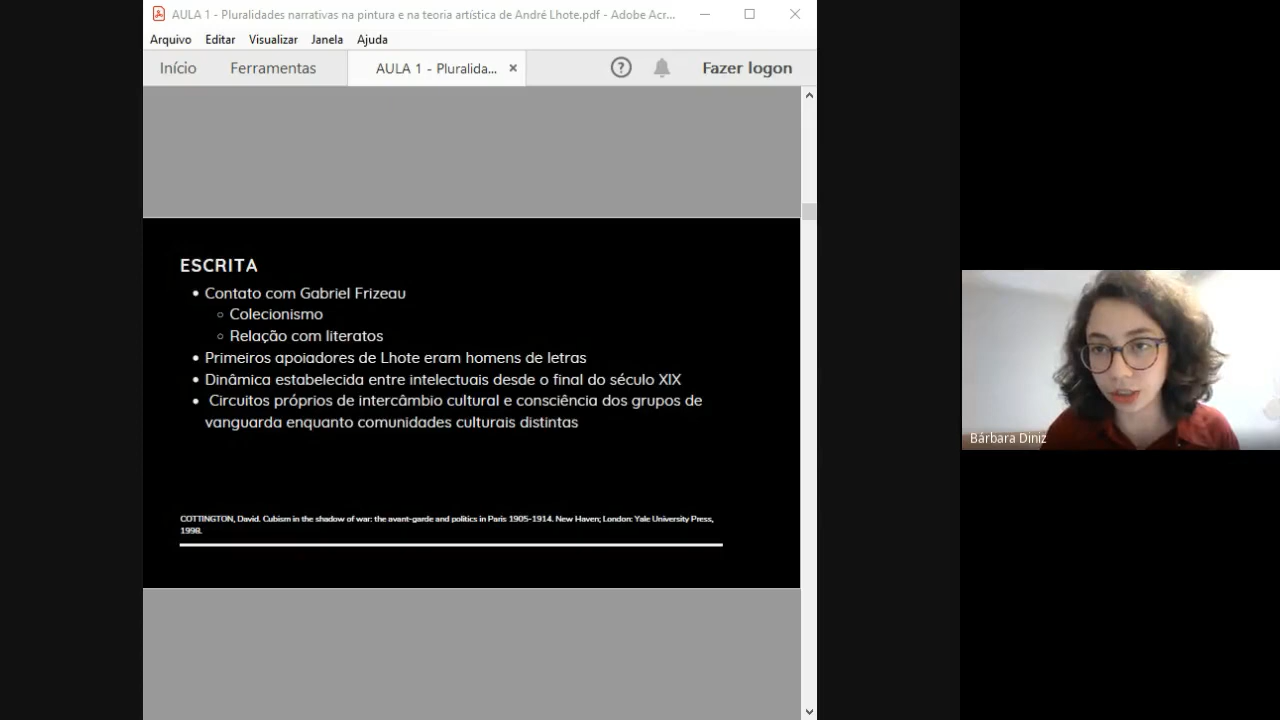 AULA 1 - Pluralidades narrativas na pintura e na teoria artística de André Lhote.pdf - Adobe Acr...
Arquivo Editar Visualizar Janela Ajuda
Início Ferramentas AULA 1 - Pluralida... × ? Fazer logon
ESCRITA
• Contato com Gabriel Frizeau
○ Colecionismo
○ Relação com literatos
• Primeiros apoiadores de Lhote eram homens de letras
• Dinâmica estabelecida entre intelectuais desde o final do século XIX
• Circuitos próprios de intercâmbio cultural e consciência dos grupos de
vanguarda enquanto comunidades culturais distintas
COTTINGTON, David. Cubism in the shadow of war: the avant-garde and politics in Paris 1905-1914. New Haven; London: Yale University Press,
1998.
Bárbara Diniz